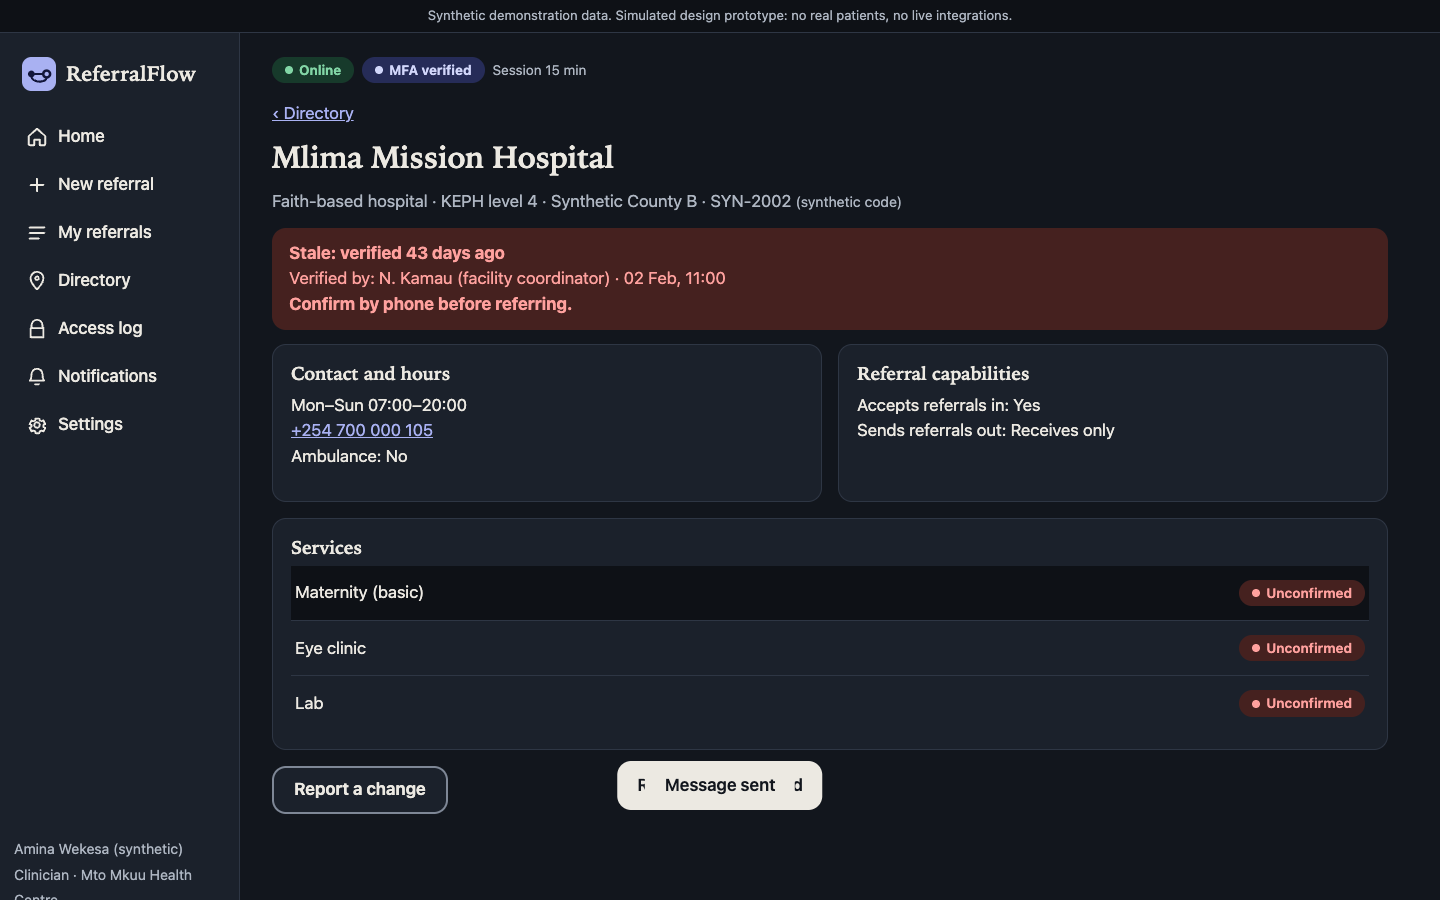 Synthetic demonstration data. Simulated design prototype: no real patients, no live integrations.
ReferralFlow
Home
New referral
My referrals
Directory
Access log
Notifications
Settings
Amina Wekesa (synthetic)
Clinician · Mto Mkuu Health
Centre
Online
MFA verified
Session 15 min
‹ Directory
Mlima Mission Hospital
Faith-based hospital · KEPH level 4 · Synthetic County B · SYN-2002 (synthetic code)
Stale: verified 43 days ago
Verified by: N. Kamau (facility coordinator) · 02 Feb, 11:00
Confirm by phone before referring.
Contact and hours
Mon–Sun 07:00–20:00
+254 700 000 105
Ambulance: No
Referral capabilities
Accepts referrals in: Yes
Sends referrals out: Receives only
Services
Maternity (basic)
Unconfirmed
Eye clinic
Unconfirmed
Lab
Unconfirmed
Report a change
Message sent